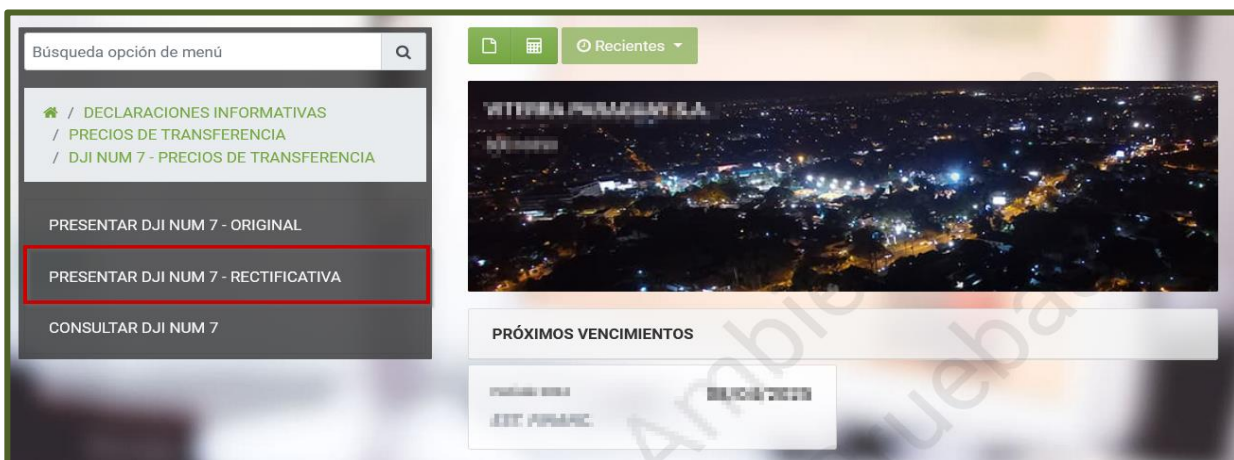 Búsqueda opción de menú
Recientes
/ DECLARACIONES INFORMATIVAS
/ PRECIOS DE TRANSFERENCIA
/ DJI NUM 7 - PRECIOS DE TRANSFERENCIA
PRESENTAR DJI NUM 7 - ORIGINAL
PRESENTAR DJI NUM 7 - RECTIFICATIVA
CONSULTAR DJI NUM 7
PRÓXIMOS VENCIMIENTOS